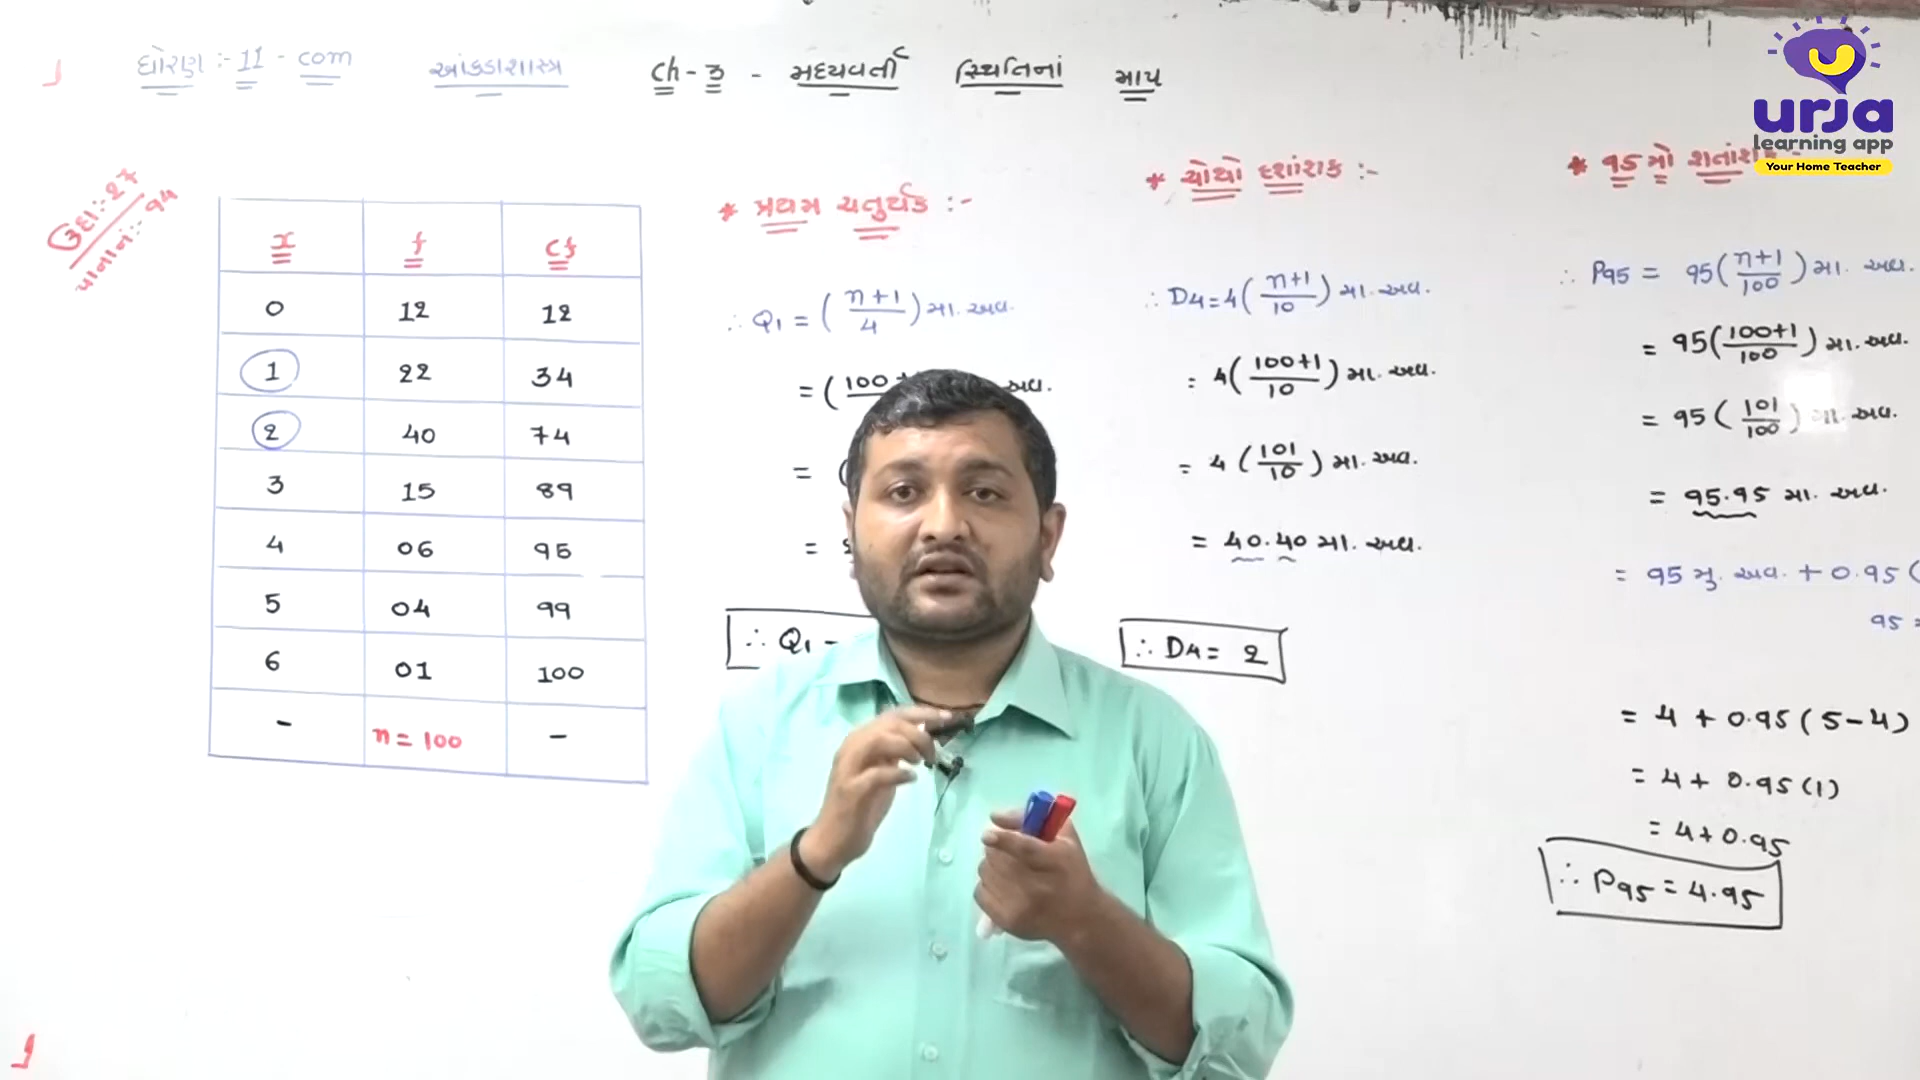 ધોરણ :- 11 - com આંકડાશાસ્ત્ર ch - 3 - મધ્યવર્તી સ્થિતિનાં માપ
urja
learning app
Your Home Teacher
ઉદા :- 27
પાનાનં :- 94
x f cf
0 12 12
1 22 34
2 40 74
3 15 89
4 06 95
5 04 99
6 01 100
- n = 100 -
* પ્રથમ ચતુર્થક :-
∴ Q1 = ( n+1 / 4 ) મા. અવ.
= ( 100 + અવ.
= (
=
∴ Q1 =
* ચોથો દશાંશક :-
∴ D4 = 4 ( n+1 / 10 ) મા. અવ.
= 4 ( 100+1 / 10 ) મા. અવ.
= 4 ( 101 / 10 ) મા. અવ.
= 40.40 મા. અવ.
∴ D4 = 2
* 95 મો
∴ P95 = 95 ( n+1 / 100 ) મા. અવ.
= 95 ( 100+1 / 100 ) મા. અવ.
= 95 ( 101 / 100 ) મા. અવ.
= 95.95 મા. અવ.
= 95 મુ. અવ. + 0.95 (
95 =
= 4 + 0.95 ( 5 - 4 )
= 4 + 0.95 (1)
= 4 + 0.95
∴ P95 = 4.95